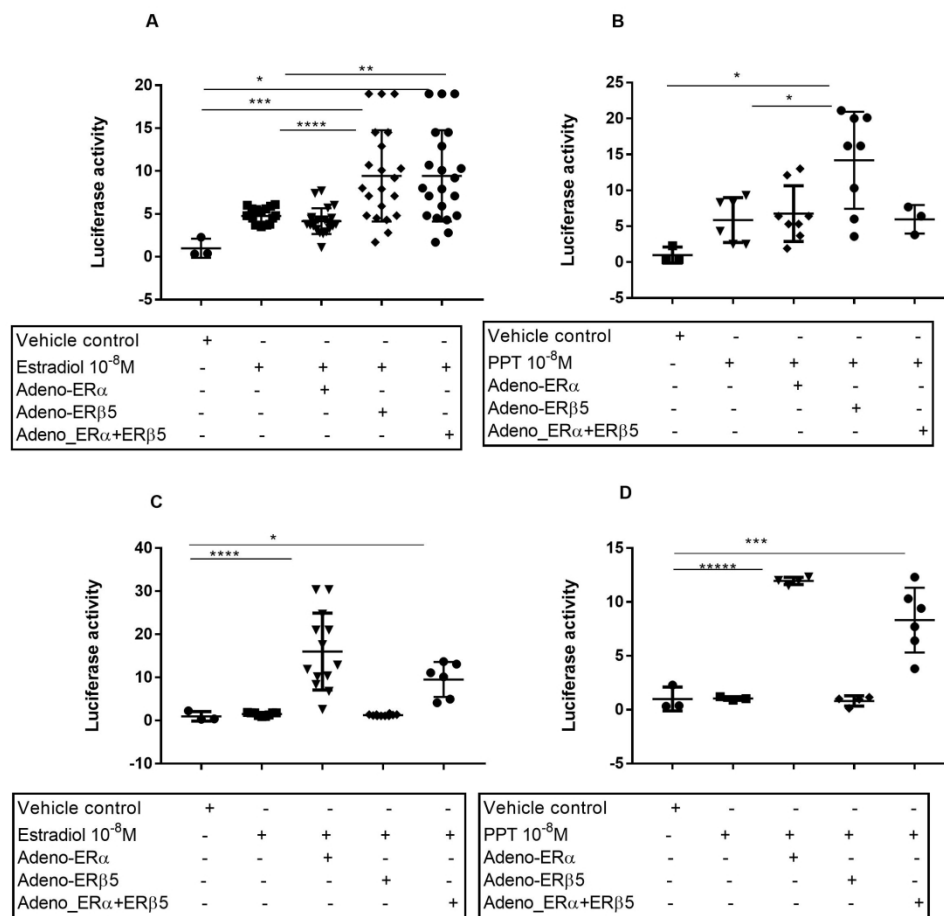 A
B
Luciferase activity
20
15
10
5
0
-5
*
**
***
****
Luciferase activity
25
20
15
10
5
0
-5
*
*
Vehicle control + - - - -
Estradiol 10⁻⁸M - + + + +
Adeno-ERα - - + - -
Adeno-ERβ5 - - - + -
Adeno_ERα+ERβ5 - - - - +
Vehicle control + - - - -
PPT 10⁻⁸M - + + + +
Adeno-ERα - - + - -
Adeno-ERβ5 - - - + -
Adeno_ERα+ERβ5 - - - - +
C
D
Luciferase activity
40
30
20
10
0
-10
*
****
Luciferase activity
15
10
5
0
-5
***
*****
Vehicle control + - - - -
Estradiol 10⁻⁸M - + + + +
Adeno-ERα - - + - -
Adeno-ERβ5 - - - + -
Adeno_ERα+ERβ5 - - - - +
Vehicle control + - - - -
PPT 10⁻⁸M - + + + +
Adeno-ERα - - + - -
Adeno-ERβ5 - - - + -
Adeno_ERα+ERβ5 - - - - +